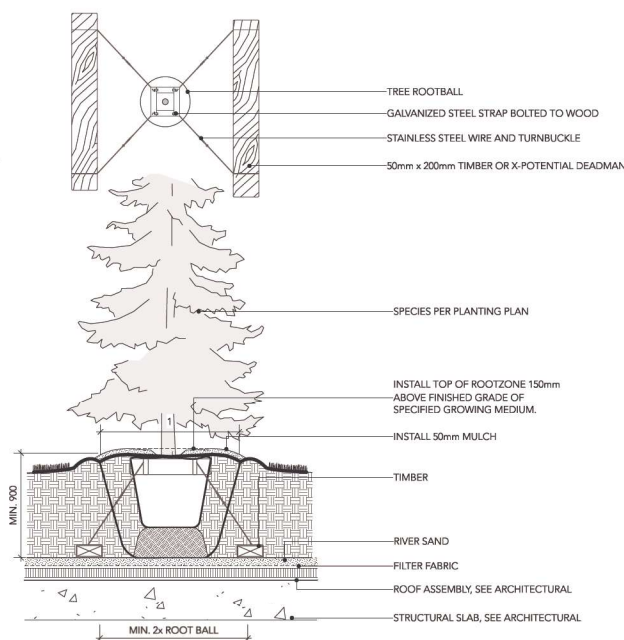 TREE ROOTBALL
GALVANIZED STEEL STRAP BOLTED TO WOOD
STAINLESS STEEL WIRE AND TURNBUCKLE
50mm x 200mm TIMBER OR X-POTENTIAL DEADMAN
SPECIES PER PLANTING PLAN
INSTALL TOP OF ROOTZONE 150mm
ABOVE FINISHED GRADE OF
SPECIFIED GROWING MEDIUM.
1
INSTALL 50mm MULCH
TIMBER
MIN. 900
RIVER SAND
FILTER FABRIC
ROOF ASSEMBLY, SEE ARCHITECTURAL
STRUCTURAL SLAB, SEE ARCHITECTURAL
MIN. 2x ROOT BALL